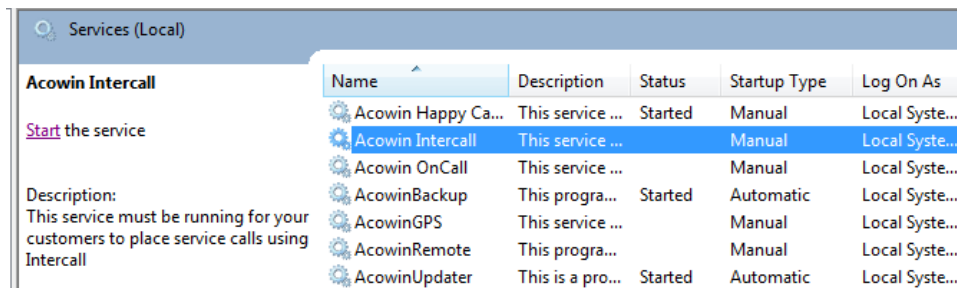 Services (Local)
Acowin Intercall
Start the service
Description:
This service must be running for your
customers to place service calls using
Intercall
Name Description Status Startup Type Log On As
Acowin Happy Ca... This service ... Started Manual Local Syste...
Acowin Intercall This service ... Manual Local Syste...
Acowin OnCall This service ... Manual Local Syste...
AcowinBackup This progra... Started Automatic Local Syste...
AcowinGPS This service ... Manual Local Syste...
AcowinRemote This progra... Manual Local Syste...
AcowinUpdater This is a pro... Started Automatic Local Syste...